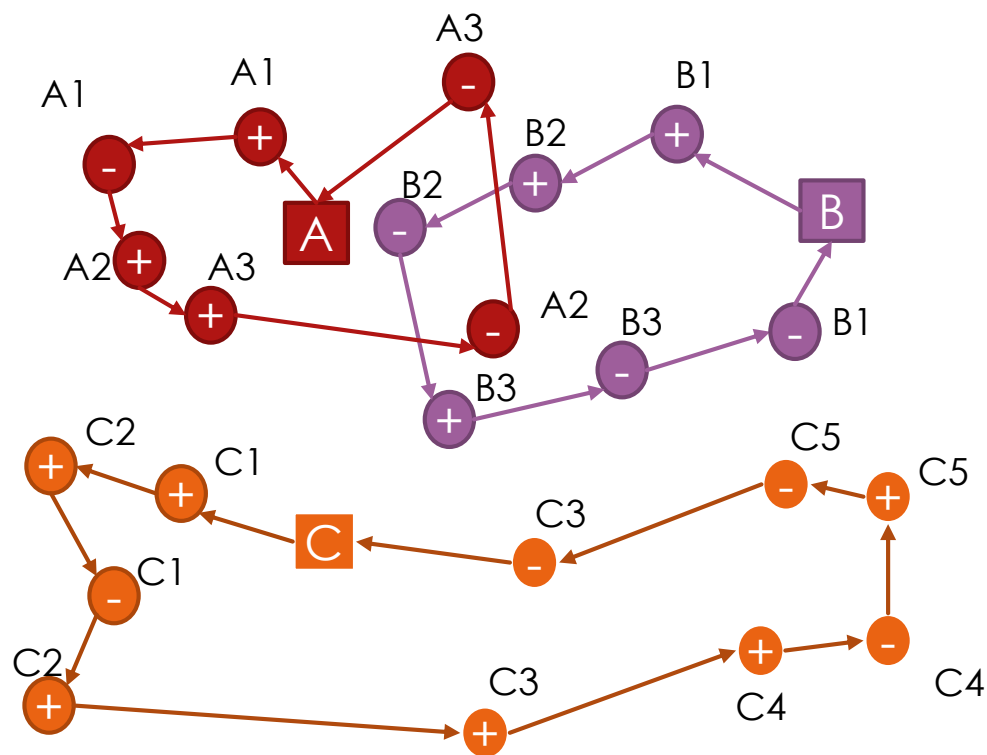 A3
-
A1
+
B1
+
A1
-
B2
+
B2
-
A
B
A2
+
A3
+
A2
-
B3
-
B1
-
B3
+
C2
+
C1
+
C5
-
C5
+
C3
-
C
C1
-
C2
+
C3
+
C4
+
C4
-